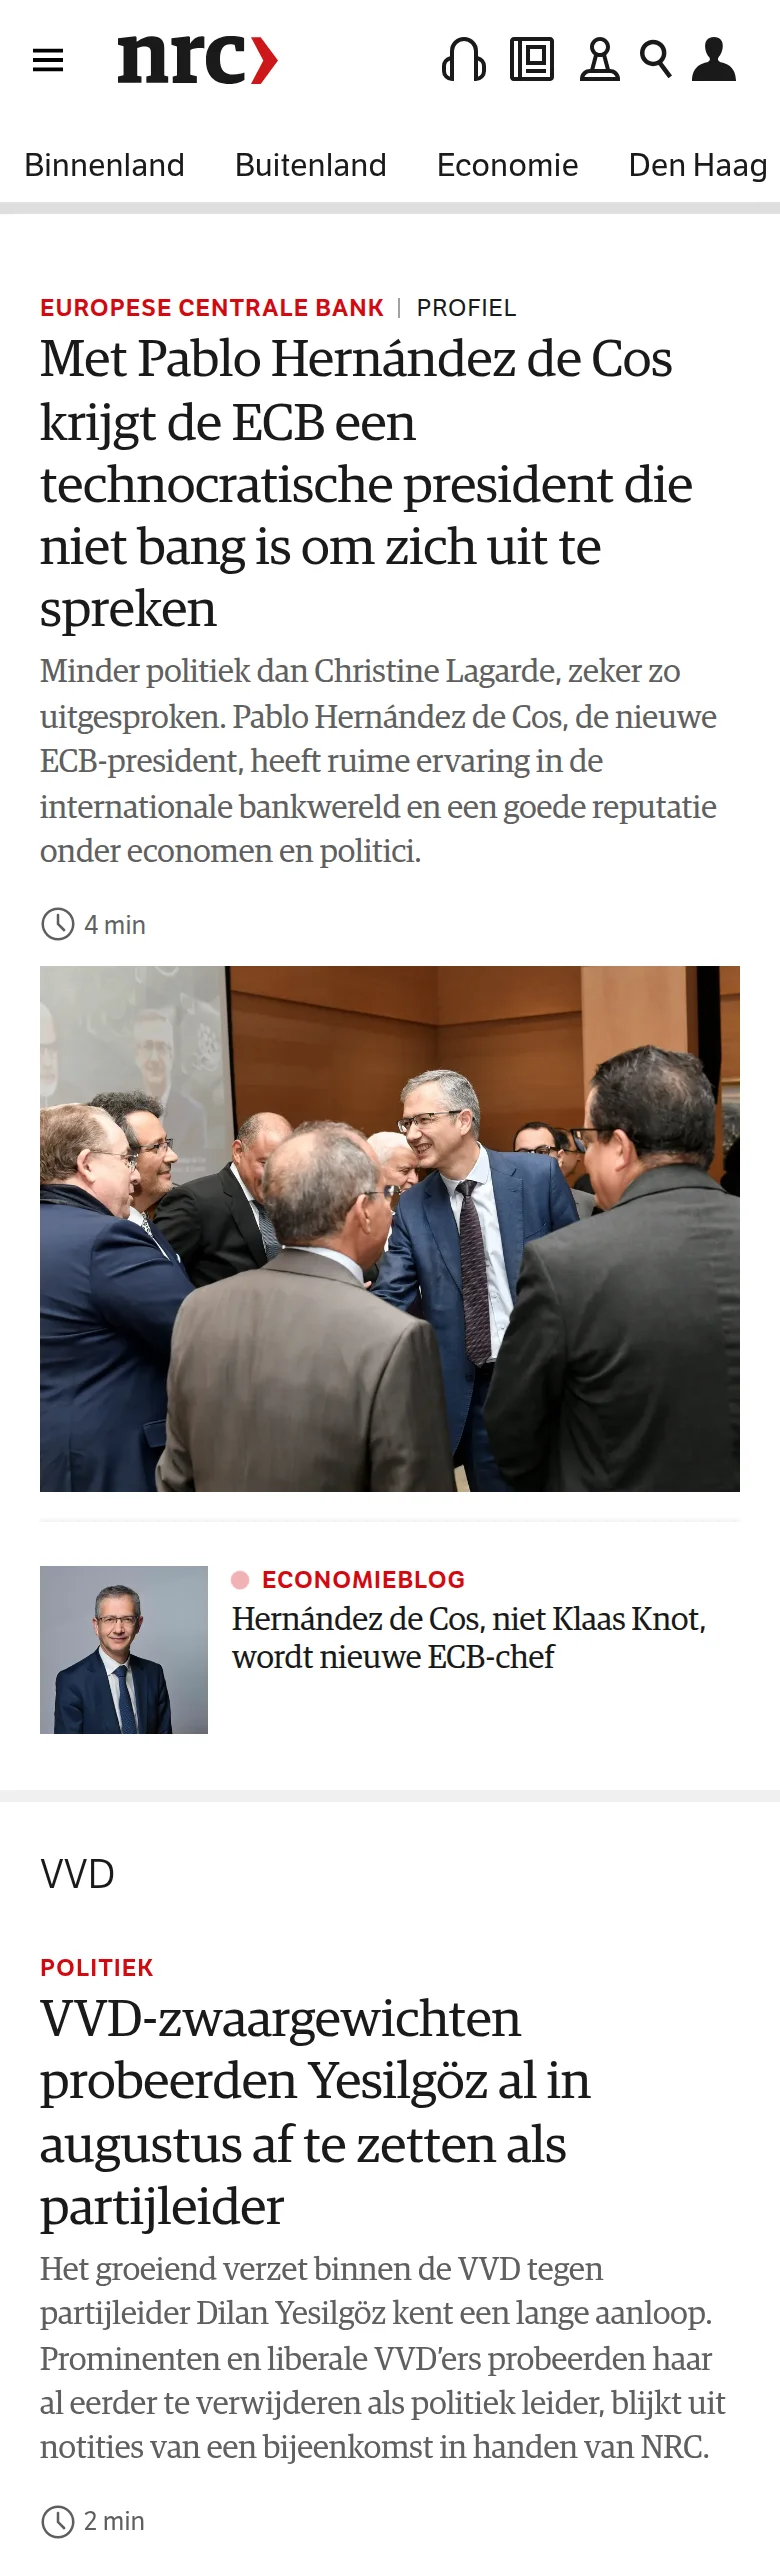 nrc
Binnenland Buitenland Economie Den Haag
EUROPESE CENTRALE BANK | PROFIEL
Met Pablo Hernández de Cos
krijgt de ECB een
technocratische president die
niet bang is om zich uit te
spreken
Minder politiek dan Christine Lagarde, zeker zo
uitgesproken. Pablo Hernández de Cos, de nieuwe
ECB-president, heeft ruime ervaring in de
internationale bankwereld en een goede reputatie
onder economen en politici.
4 min
ECONOMIEBLOG
Hernández de Cos, niet Klaas Knot,
wordt nieuwe ECB-chef
VVD
POLITIEK
VVD-zwaargewichten
probeerden Yesilgöz al in
augustus af te zetten als
partijleider
Het groeiend verzet binnen de VVD tegen
partijleider Dilan Yesilgöz kent een lange aanloop.
Prominenten en liberale VVD’ers probeerden haar
al eerder te verwijderen als politiek leider, blijkt uit
notities van een bijeenkomst in handen van NRC.
2 min